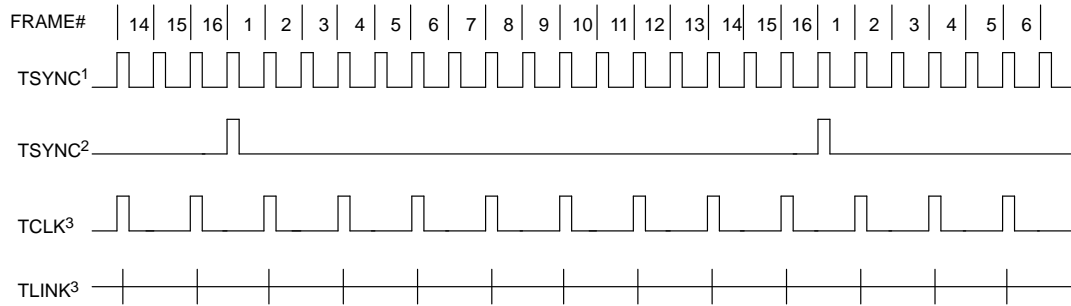 FRAME# 14 15 16 1 2 3 4 5 6 7 8 9 10 11 12 13 14 15 16 1 2 3 4 5 6
TSYNC1
TSYNC2
TCLK3
TLINK3